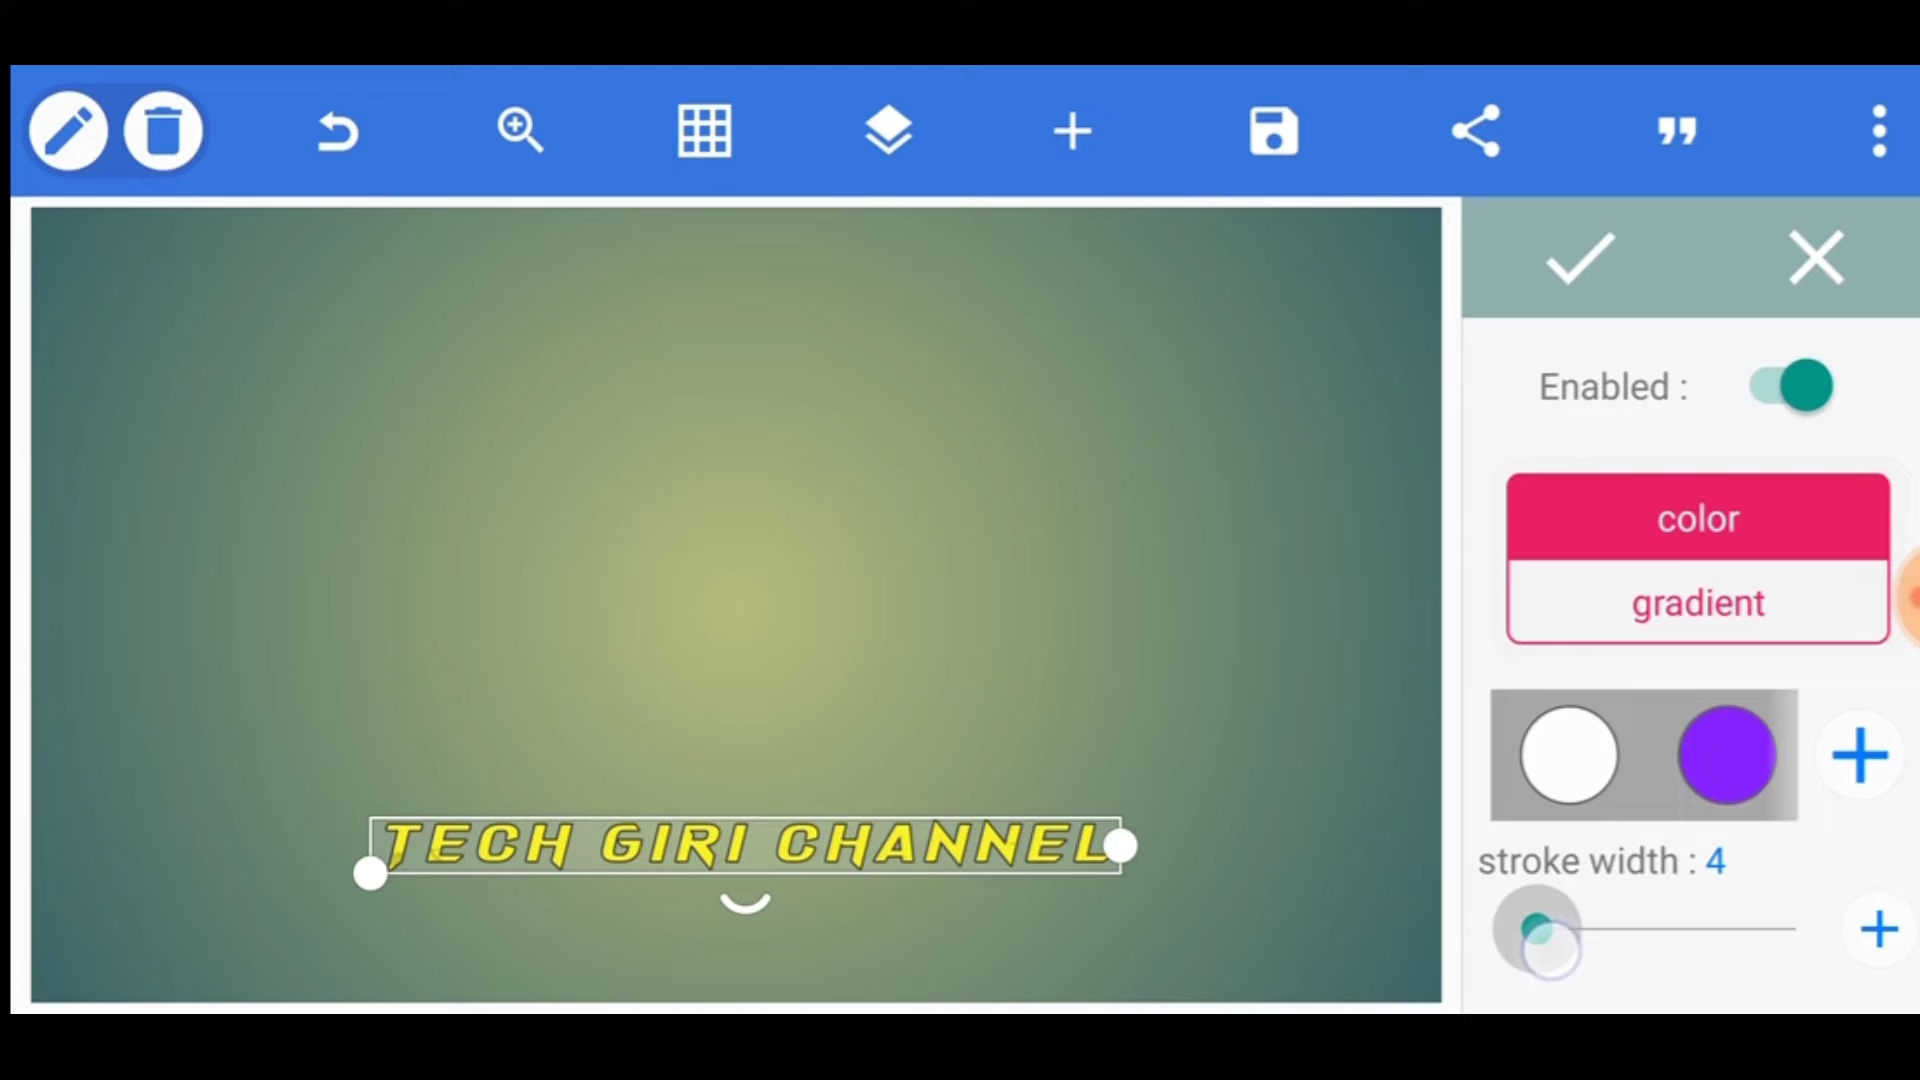 Enabled :
color
gradient
stroke width : 4
TECH GIRI CHANNEL